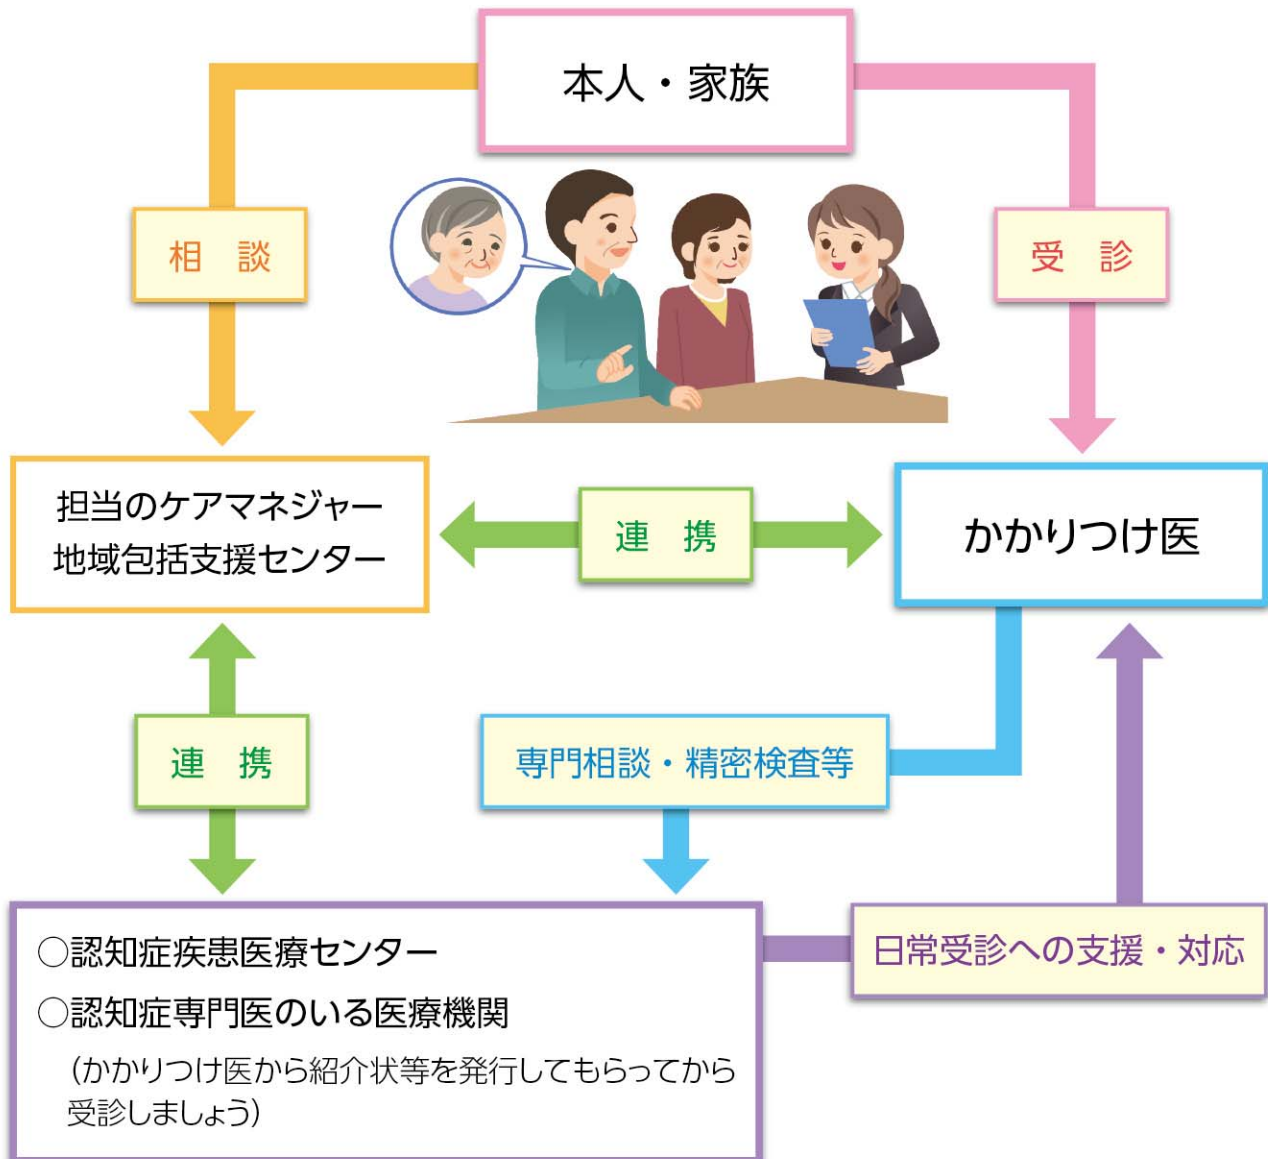 本人・家族
相 談
受 診
担当のケアマネジャー
地域包括支援センター
連 携
かかりつけ医
連 携
専門相談・精密検査等
○認知症疾患医療センター
○認知症専門医のいる医療機関
(かかりつけ医から紹介状等を発行してもらってから
受診しましょう)
日常受診への支援・対応